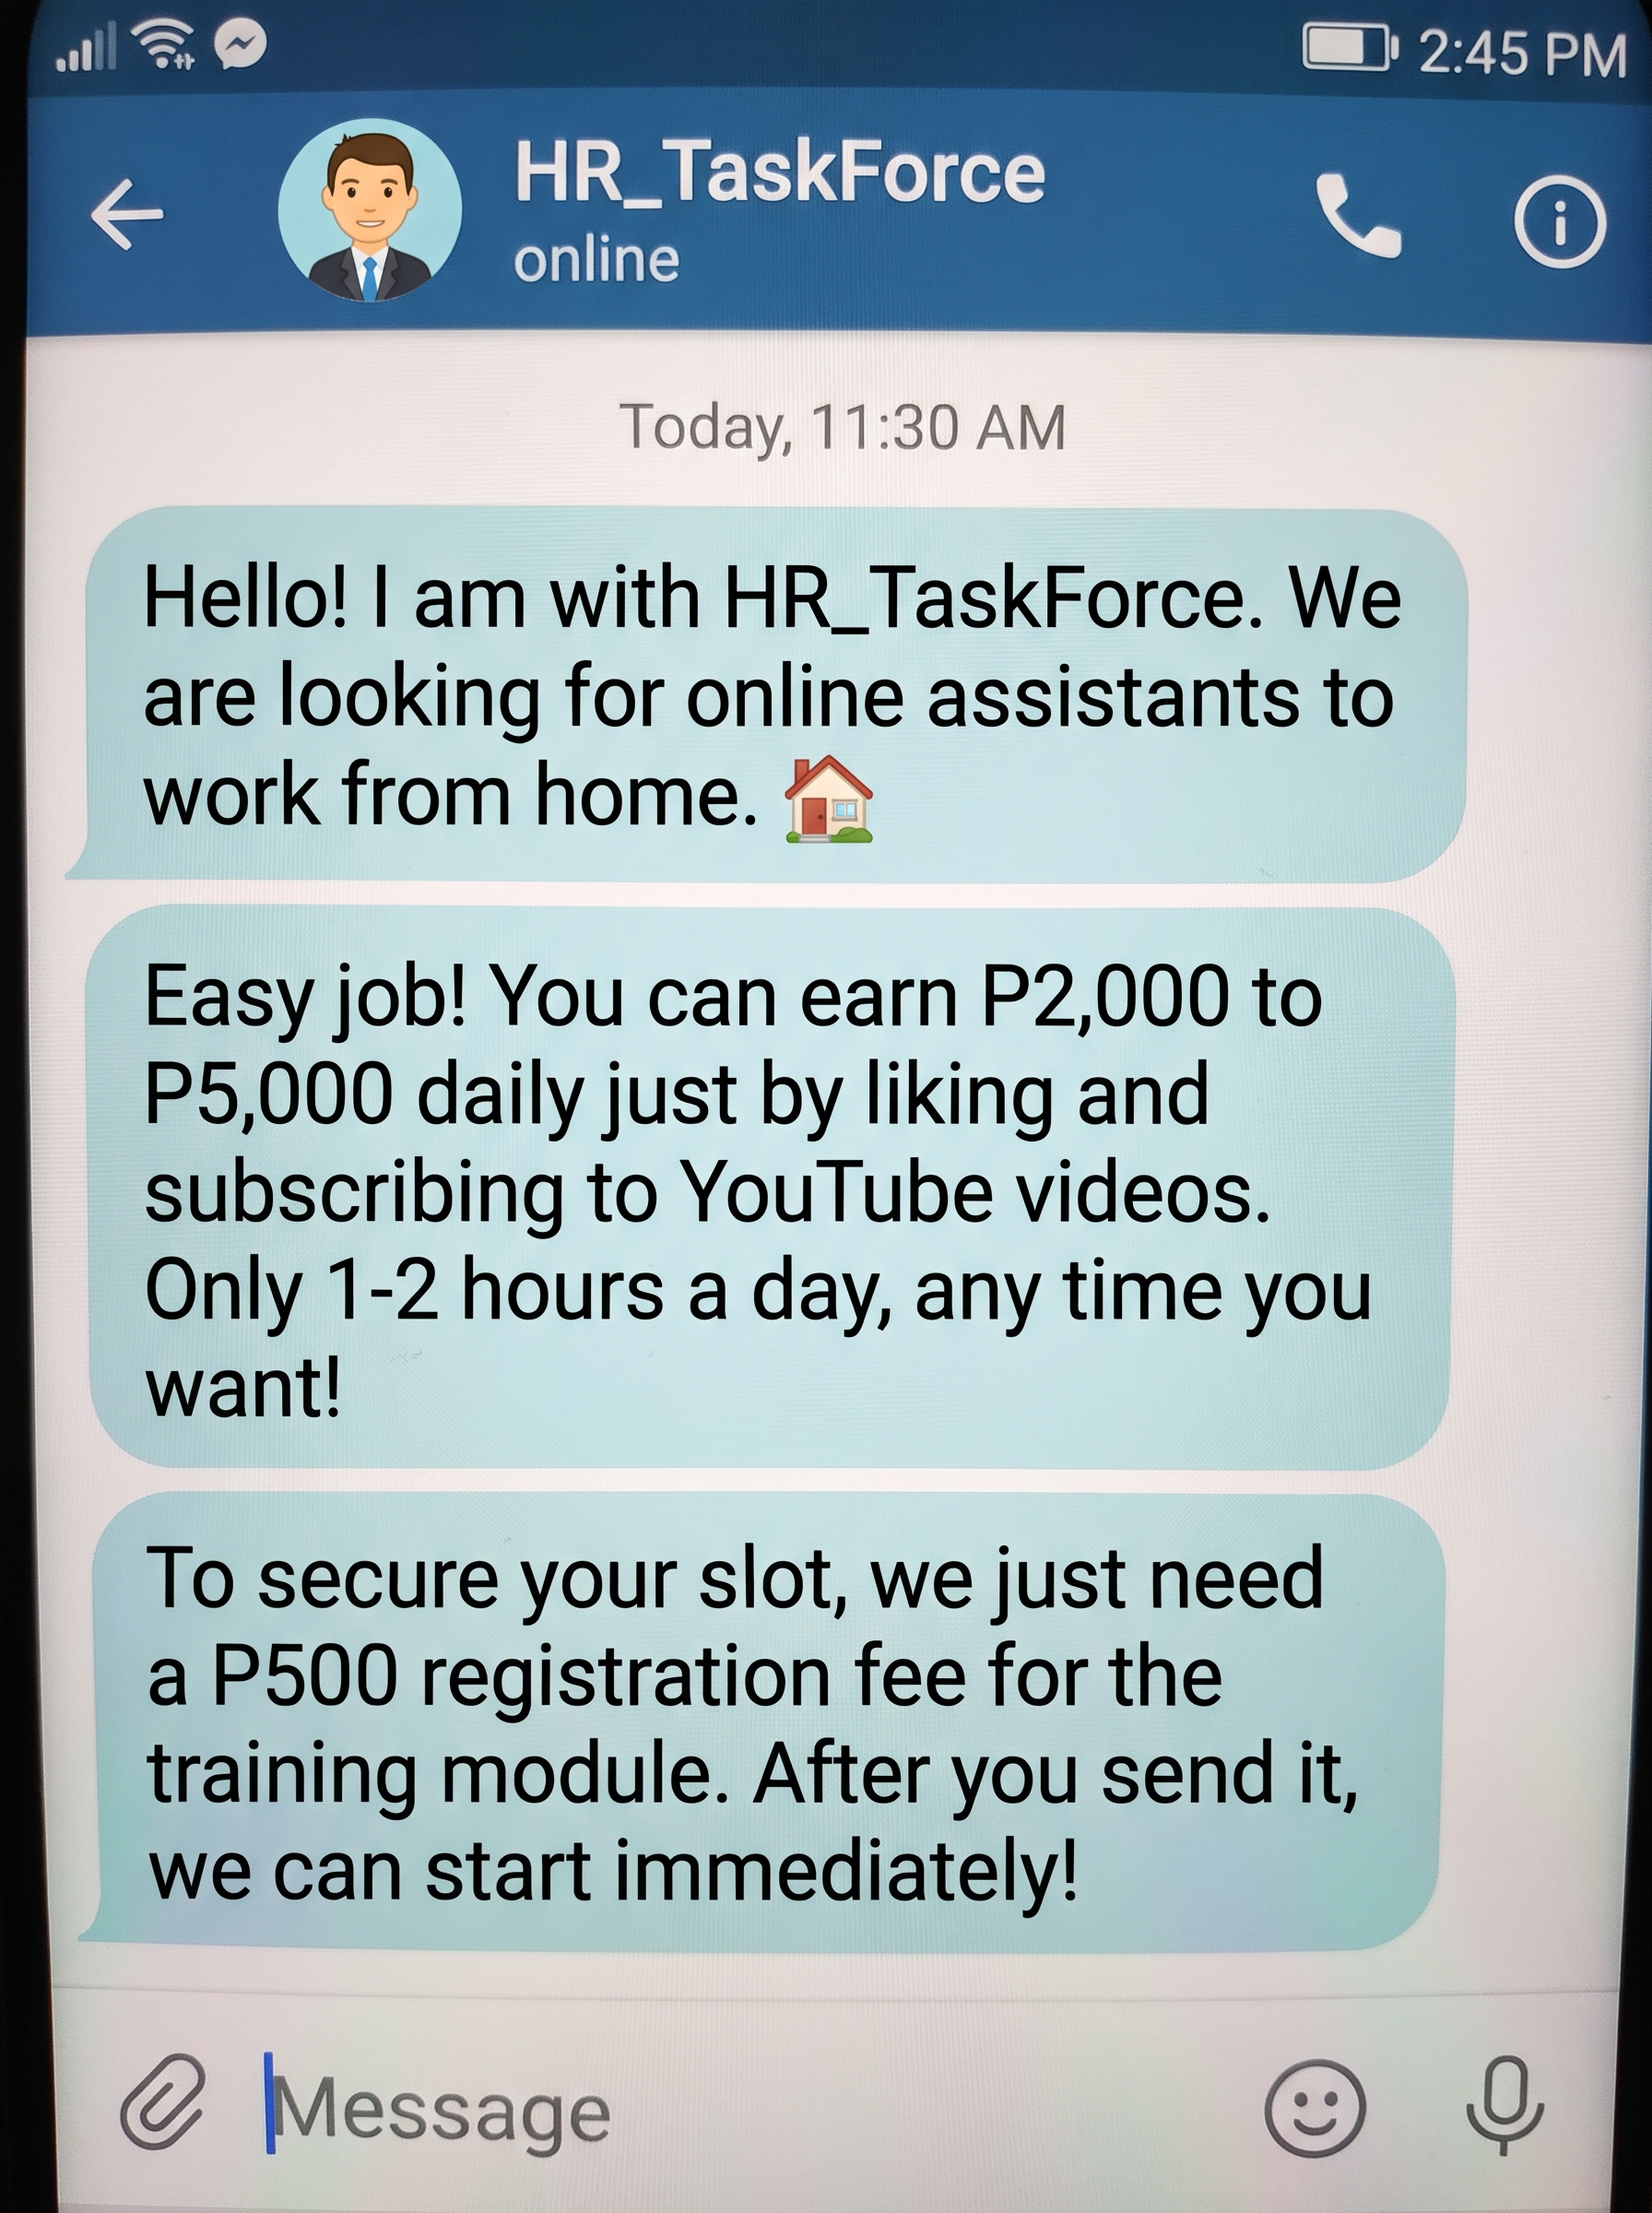 2:45 PM
HR_TaskForce
online
Today, 11:30 AM
Hello! I am with HR_TaskForce. We
are looking for online assistants to
work from home. 🏠
Easy job! You can earn P2,000 to
P5,000 daily just by liking and
subscribing to YouTube videos.
Only 1-2 hours a day, any time you
want!
To secure your slot, we just need
a P500 registration fee for the
training module. After you send it,
we can start immediately!
Message